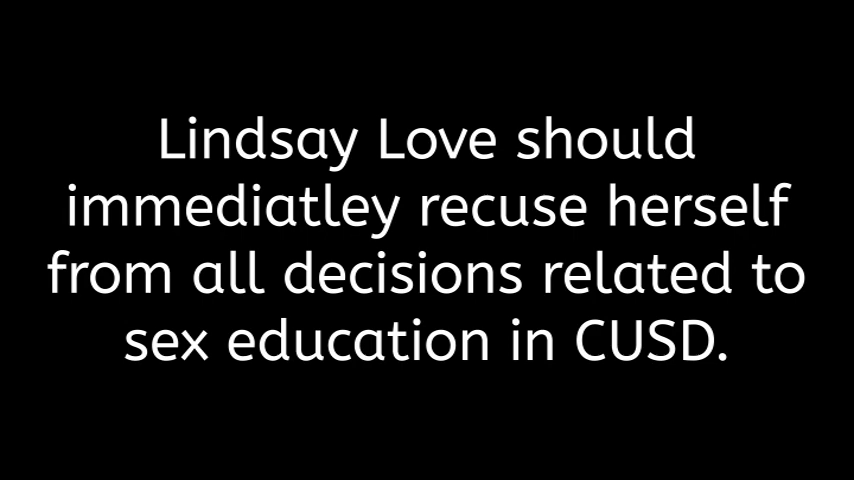 Lindsay Love should
immediatley recuse herself
from all decisions related to
sex education in CUSD.